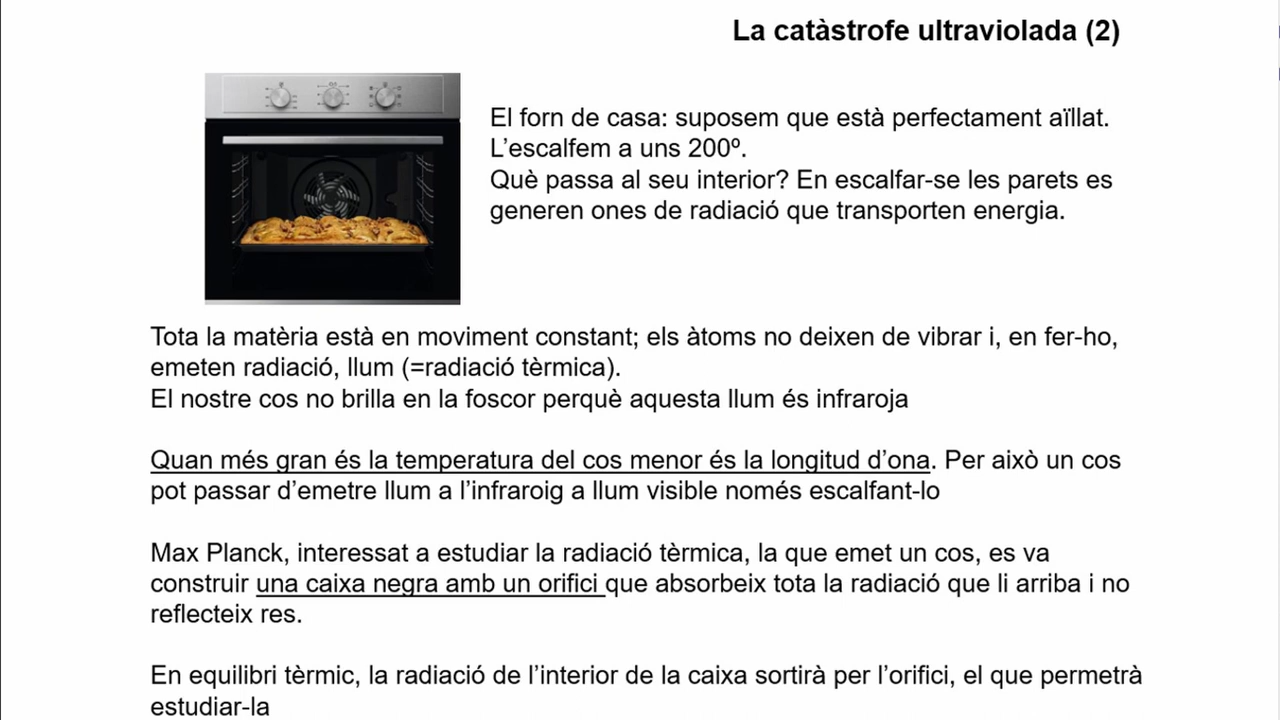 La catàstrofe ultraviolada (2)
El forn de casa: suposem que està perfectament aïllat.
L’escalfem a uns 200º.
Què passa al seu interior? En escalfar-se les parets es
generen ones de radiació que transporten energia.
Tota la matèria està en moviment constant; els àtoms no deixen de vibrar i, en fer-ho,
emeten radiació, llum (=radiació tèrmica).
El nostre cos no brilla en la foscor perquè aquesta llum és infraroja
Quan més gran és la temperatura del cos menor és la longitud d’ona. Per això un cos
pot passar d’emetre llum a l’infraroig a llum visible només escalfant-lo
Max Planck, interessat a estudiar la radiació tèrmica, la que emet un cos, es va
construir una caixa negra amb un orifici que absorbeix tota la radiació que li arriba i no
reflecteix res.
En equilibri tèrmic, la radiació de l’interior de la caixa sortirà per l’orifici, el que permetrà
estudiar-la